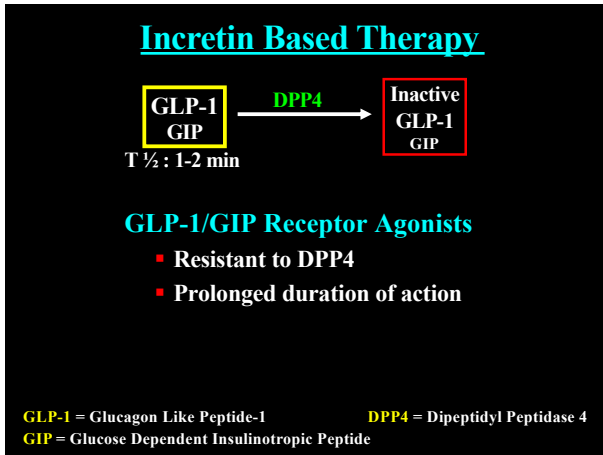 Incretin Based Therapy
GLP-1
GIP
T ½ : 1-2 min
DPP4
Inactive
GLP-1
GIP
GLP-1/GIP Receptor Agonists
▪ Resistant to DPP4
▪ Prolonged duration of action
GLP-1 = Glucagon Like Peptide-1 DPP4 = Dipeptidyl Peptidase 4
GIP = Glucose Dependent Insulinotropic Peptide